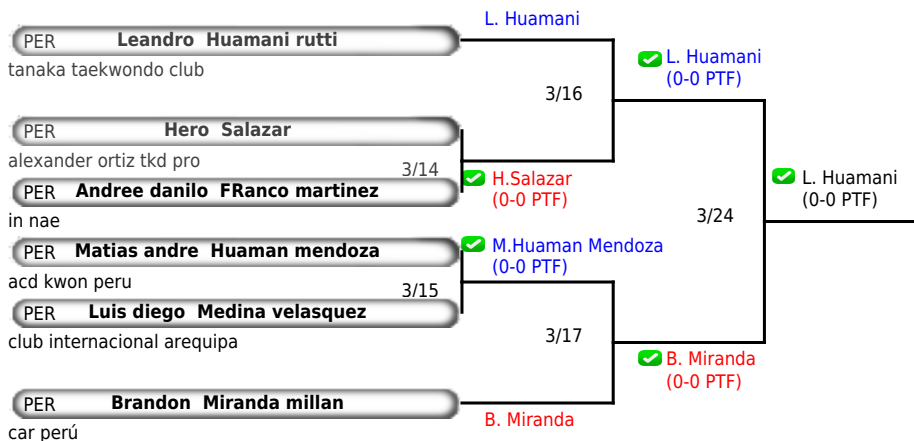 L. Huamani
PER Leandro Huamani rutti
tanaka taekwondo club
L. Huamani
(0-0 PTF)
3/16
PER Hero Salazar
alexander ortiz tkd pro
3/14
H.Salazar
(0-0 PTF)
PER Andree danilo FRanco martinez
in nae
L. Huamani
(0-0 PTF)
3/24
PER Matias andre Huaman mendoza
acd kwon peru
M.Huaman Mendoza
(0-0 PTF)
3/15
PER Luis diego Medina velasquez
club internacional arequipa
3/17
B. Miranda
(0-0 PTF)
PER Brandon Miranda millan
car perú
B. Miranda